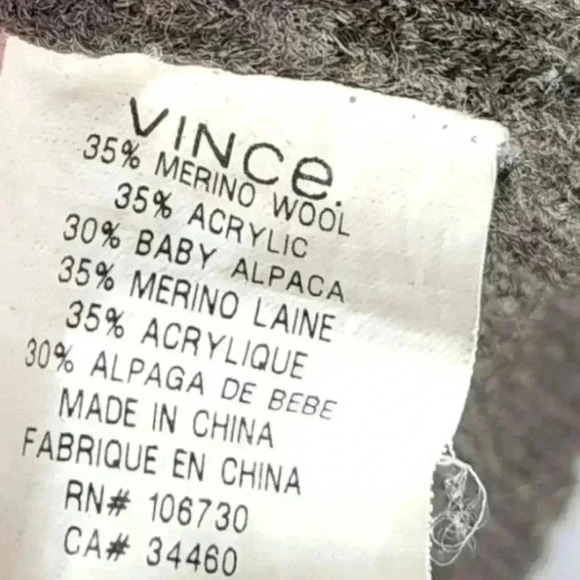 VINCe.
35% MERINO WOOL
35% ACRYLIC
30% BABY ALPACA
35% MERINO LAINE
35% ACRYLIQUE
30% ALPAGA DE BEBE
MADE IN CHINA
FABRIQUE EN CHINA
RN# 106730
CA# 34460